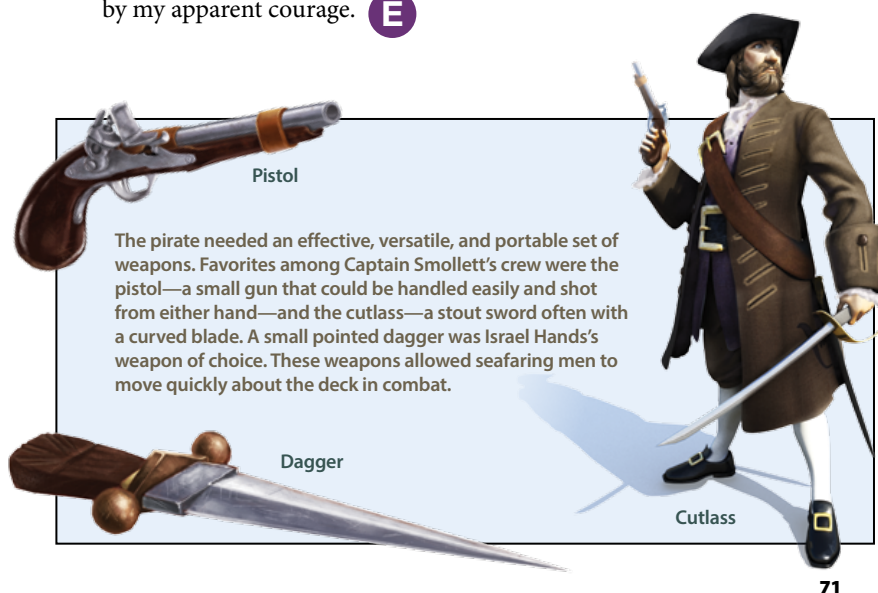 by my apparent courage. E
Pistol
The pirate needed an effective, versatile, and portable set of
weapons. Favorites among Captain Smollett’s crew were the
pistol—a small gun that could be handled easily and shot
from either hand—and the cutlass—a stout sword often with
a curved blade. A small pointed dagger was Israel Hands’s
weapon of choice. These weapons allowed seafaring men to
move quickly about the deck in combat.
Dagger
Cutlass
71